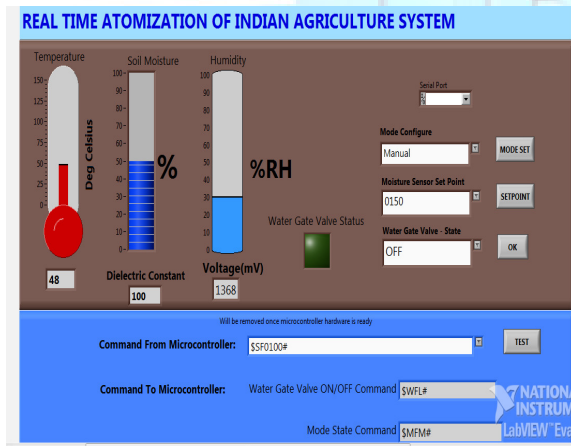 REAL TIME ATOMIZATION OF INDIAN AGRICULTURE SYSTEM
Temperature
Soil Moisture
Humidity
150-
125-
100-
75-
50-
25-
0-
Deg Celsius
48
100-
90-
80-
70-
60-
50-
40-
30-
20-
10-
0-
%
Dielectric Constant
100
100
90
80
70
60
50
40
30
20
10
0
%RH
Voltage(mV)
1368
Water Gate Valve Status
Serial Port
Mode Configure
Manual
MODE SET
Moisture Sensor Set Point
0150
SETPOINT
Water Gate Valve - State
OFF
OK
Will be removed once microcontroller hardware is ready
Command From Microcontroller:
$SF0100#
TEST
Command To Microcontroller:
Water Gate Valve ON/OFF Command
$WFL#
Mode State Command
$MFM#
NATIONA
INSTRUM
LabVIEW™ Eva